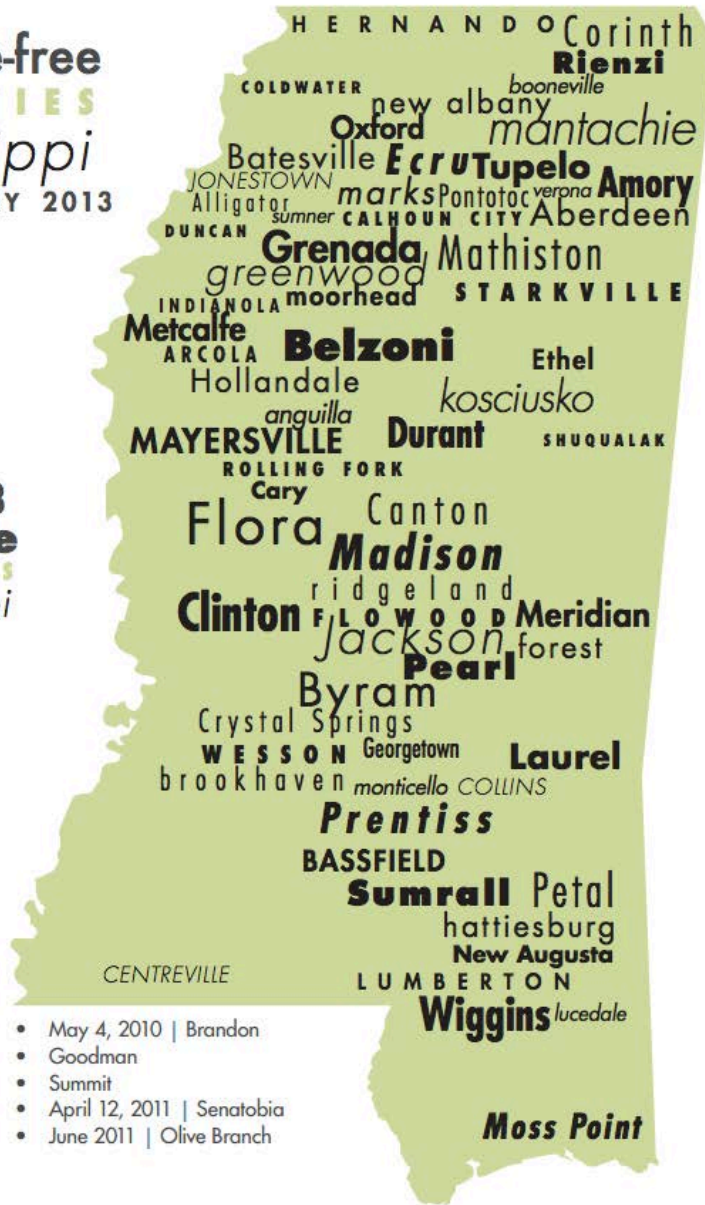 -free
IES
ppi
Y 2013
HERNANDO Corinth
Rienzi
COLDWATER booneville
new albany
Oxford mantachie
Batesville Ecru Tupelo
JONESTOWN marks Pontotoc verona Amory
Alligator sumner CALHOUN CITY Aberdeen
DUNCAN
Grenada Mathiston
greenwood
INDIANOLA moorhead STARKVILLE
Metcalfe
ARCOLA Belzoni Ethel
Hollandale kosciusko
anguilla
MAYERSVILLE Durant SHUQUALAK
ROLLING FORK
Cary
Flora Canton
Madison
ridgeland
Clinton FLOWOOD Meridian
Jackson forest
Pearl
Byram
Crystal Springs
WESSON Georgetown Laurel
brookhaven monticello COLLINS
Prentiss
BASSFIELD
Sumrall Petal
hattiesburg
New Augusta
CENTREVILLE LUMBERTON
Wiggins lucedale
• May 4, 2010 | Brandon
• Goodman
• Summit
• April 12, 2011 | Senatobia
• June 2011 | Olive Branch
Moss Point